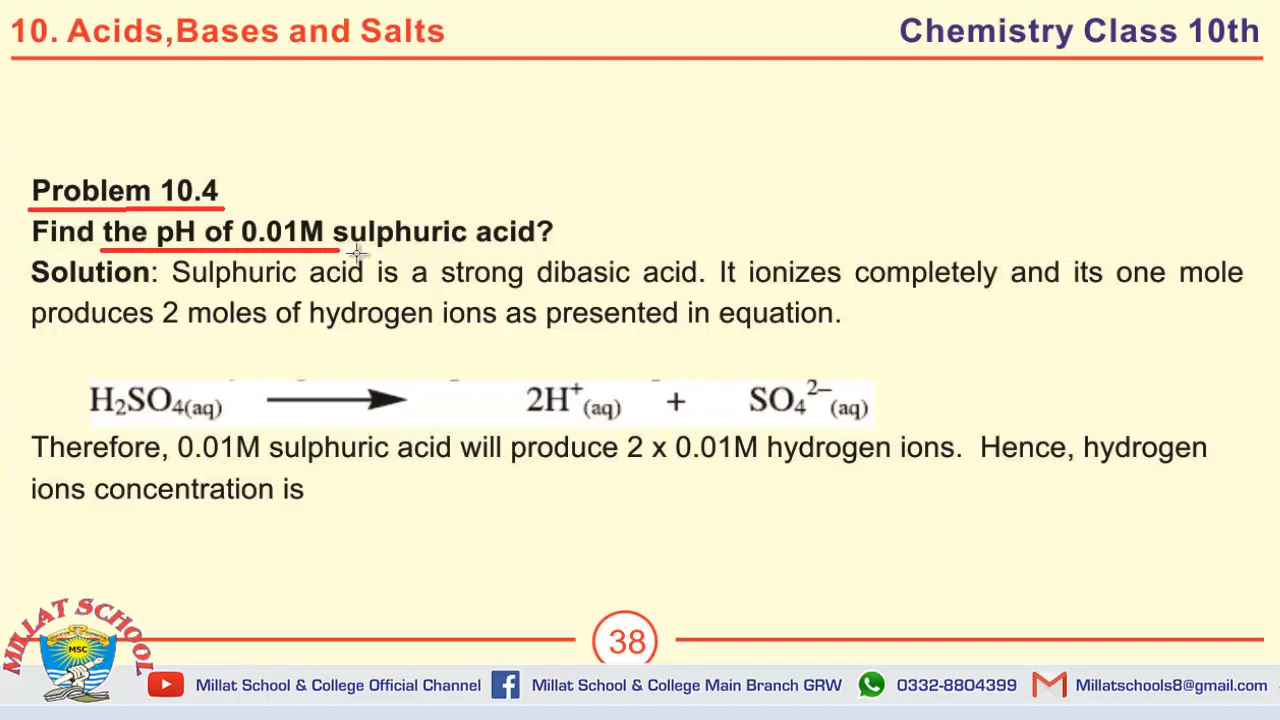 10. Acids,Bases and Salts
Chemistry Class 10th
Problem 10.4
Find the pH of 0.01M sulphuric acid?
Solution: Sulphuric acid is a strong dibasic acid. It ionizes completely and its one mole
produces 2 moles of hydrogen ions as presented in equation.
H₂SO₄(aq) ⟶ 2H⁺(aq) + SO₄²⁻(aq)
Therefore, 0.01M sulphuric acid will produce 2 x 0.01M hydrogen ions. Hence, hydrogen
ions concentration is
38
MILLAT SCHOOL
MSC
Millat School & College Official Channel
Millat School & College Main Branch GRW
0332-8804399
Millatschools8@gmail.com